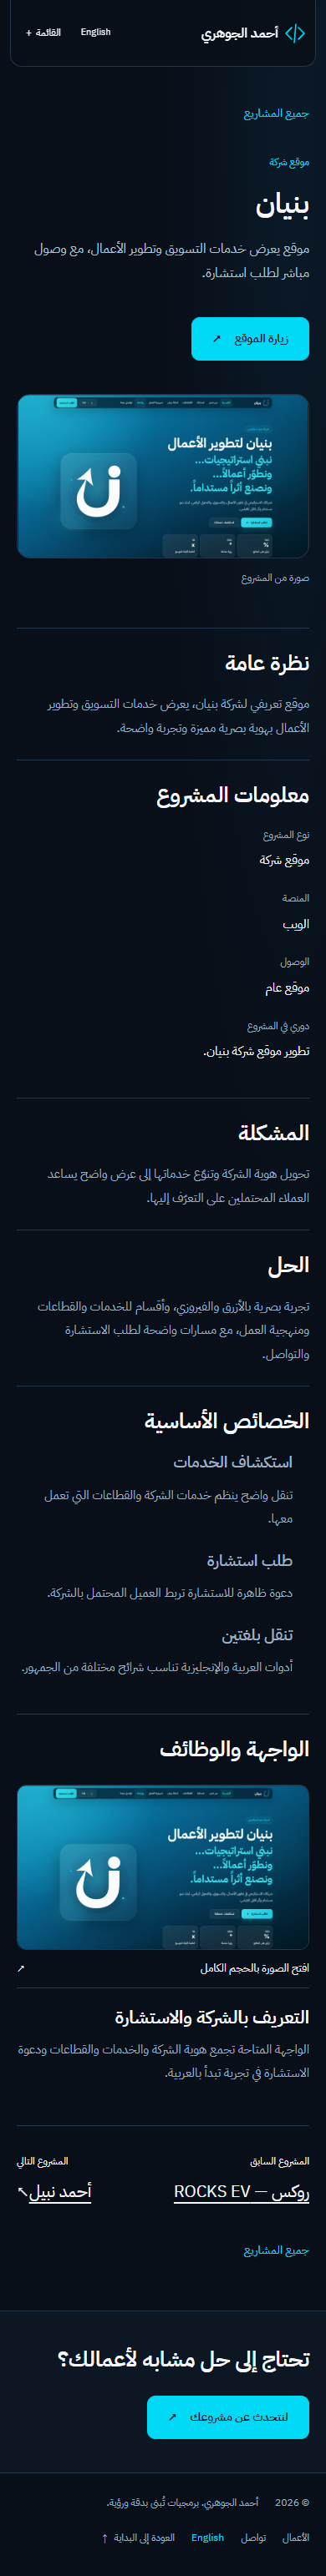 أحمد الجوهري
English
القائمة +
جميع المشاريع
موقع شركة
بنيان
موقع يعرض خدمات التسويق وتطوير الأعمال، مع وصول
مباشر لطلب استشارة.
زيارة الموقع ↗
بنيان لتطوير الأعمال
نبني استراتيجيات...
ونطوّر أعمالاً...
ونصنع أثراً مستداماً.
صورة من المشروع
نظرة عامة
موقع تعريفي لشركة بنيان، يعرض خدمات التسويق وتطوير
الأعمال بهوية بصرية مميزة وتجربة واضحة.
معلومات المشروع
نوع المشروع
موقع شركة
المنصة
الويب
الوصول
موقع عام
دوري في المشروع
تطوير موقع شركة بنيان.
المشكلة
تحويل هوية الشركة وتنوّع خدماتها إلى عرض واضح يساعد
العملاء المحتملين على التعرّف إليها.
الحل
تجربة بصرية بالأزرق والفيروزي، وأقسام للخدمات والقطاعات
ومنهجية العمل، مع مسارات واضحة لطلب الاستشارة
والتواصل.
الخصائص الأساسية
استكشاف الخدمات
تنقل واضح ينظم خدمات الشركة والقطاعات التي تعمل
معها.
طلب استشارة
دعوة ظاهرة للاستشارة تربط العميل المحتمل بالشركة.
تنقل بلغتين
أدوات العربية والإنجليزية تناسب شرائح مختلفة من الجمهور.
الواجهة والوظائف
بنيان لتطوير الأعمال
نبني استراتيجيات...
ونطوّر أعمالاً...
ونصنع أثراً مستداماً.
افتح الصورة بالحجم الكامل ↗
التعريف بالشركة والاستشارة
الواجهة المتاحة تجمع هوية الشركة والخدمات والقطاعات ودعوة
الاستشارة في تجربة تبدأ بالعربية.
المشروع السابق
روكس — ROCKS EV
المشروع التالي
أحمد نبيل ↖
جميع المشاريع
تحتاج إلى حل مشابه لأعمالك؟
لنتحدث عن مشروعك ↗
© 2026 أحمد الجوهري. برمجيات تُبنى بدقة ورؤية.
الأعمال تواصل English العودة إلى البداية ↑